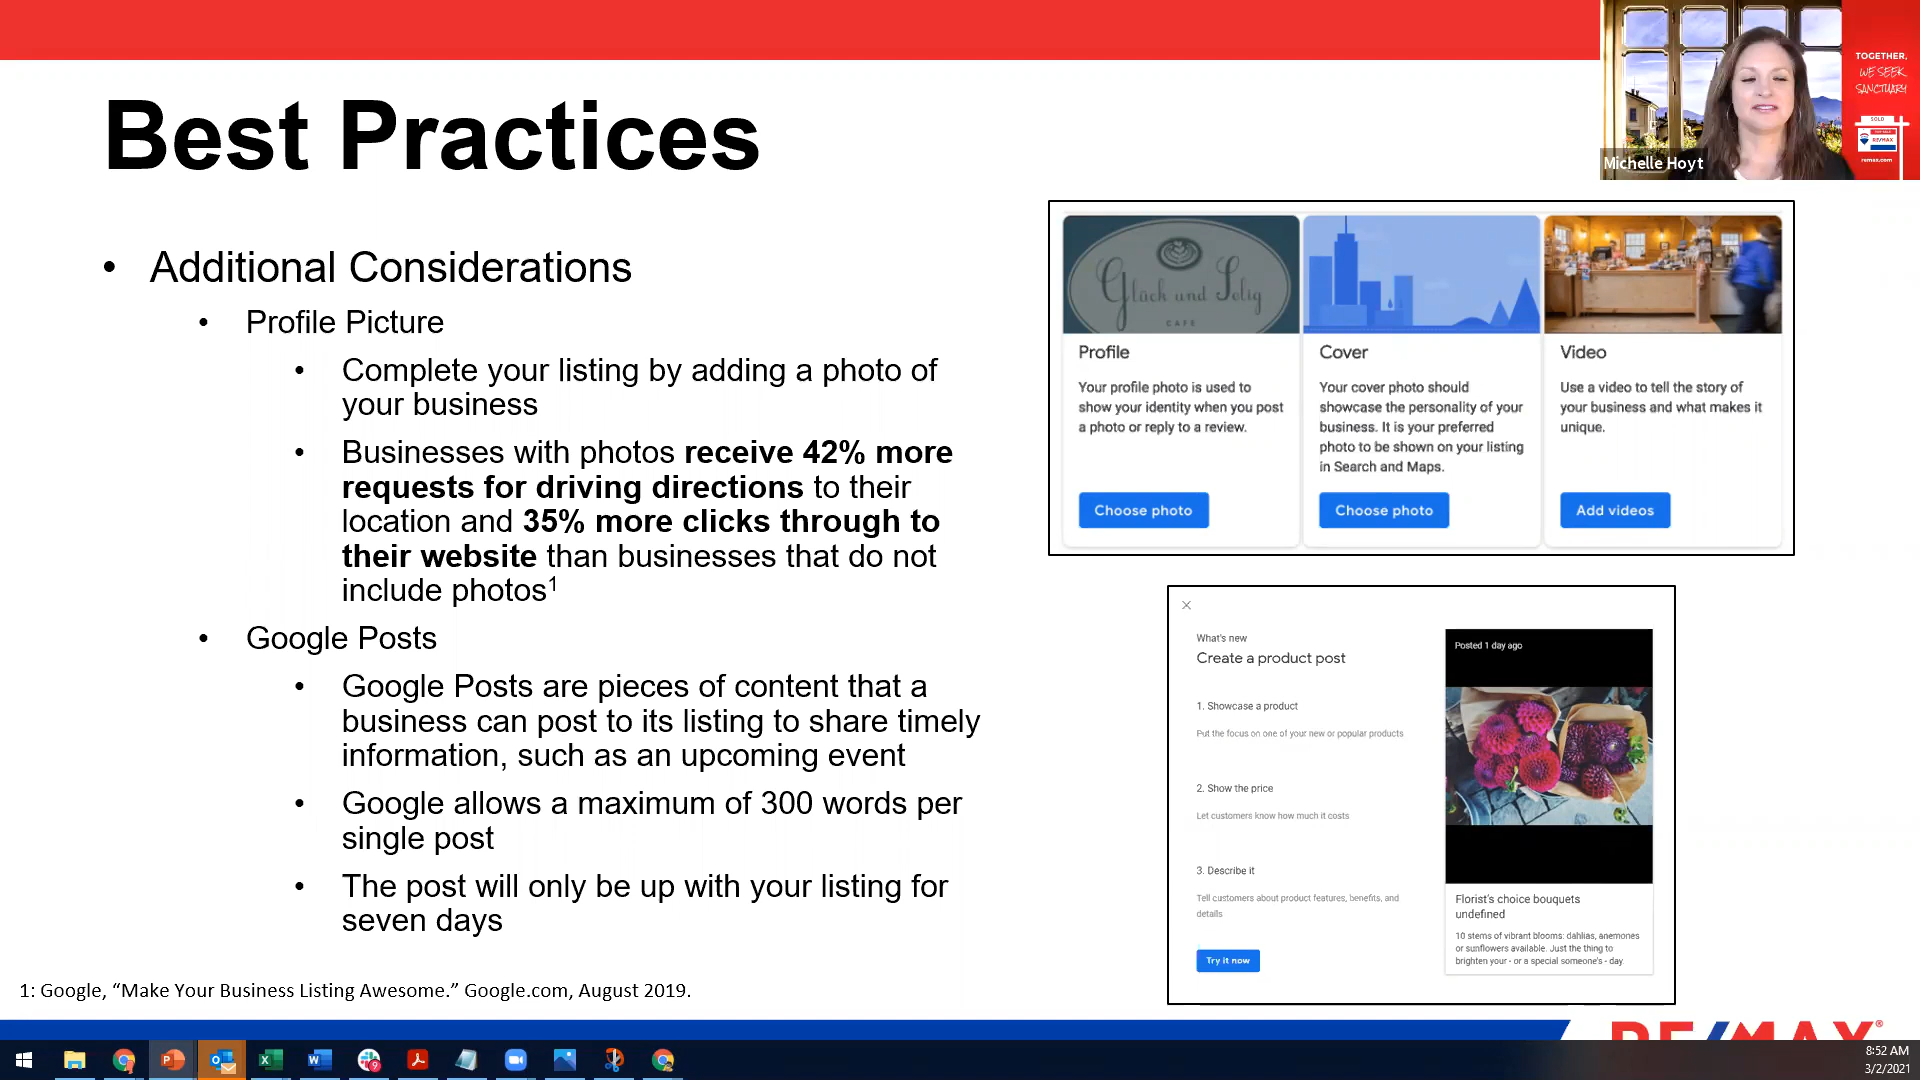 Best Practices
• Additional Considerations
• Profile Picture
• Complete your listing by adding a photo of
your business
• Businesses with photos receive 42% more
requests for driving directions to their
location and 35% more clicks through to
their website than businesses that do not
include photos¹
• Google Posts
• Google Posts are pieces of content that a
business can post to its listing to share timely
information, such as an upcoming event
• Google allows a maximum of 300 words per
single post
• The post will only be up with your listing for
seven days
1: Google, “Make Your Business Listing Awesome.” Google.com, August 2019.
Michelle Hoyt
TOGETHER,
WE SEEK
SANCTUARY
SOLD
RE/MAX
remax.com
Glück und Solig
CAFE
Profile
Your profile photo is used to
show your identity when you post
a photo or reply to a review.
Choose photo
Cover
Your cover photo should
showcase the personality of your
business. It is your preferred
photo to be shown on your listing
in Search and Maps.
Choose photo
Video
Use a video to tell the story of
your business and what makes it
unique.
Add videos
What's new
Create a product post
1. Showcase a product
Put the focus on one of your new or popular products
2. Show the price
Let customers know how much it costs
3. Describe it
Tell customers about product features, benefits, and
details
Try it now
Posted 1 day ago
Florist's choice bouquets
undefined
10 stems of vibrant blooms: dahlias, anemones
or sunflowers available. Just the thing to
brighten your - or a special someone's - day.
RE/MAX®
8:52 AM
3/2/2021